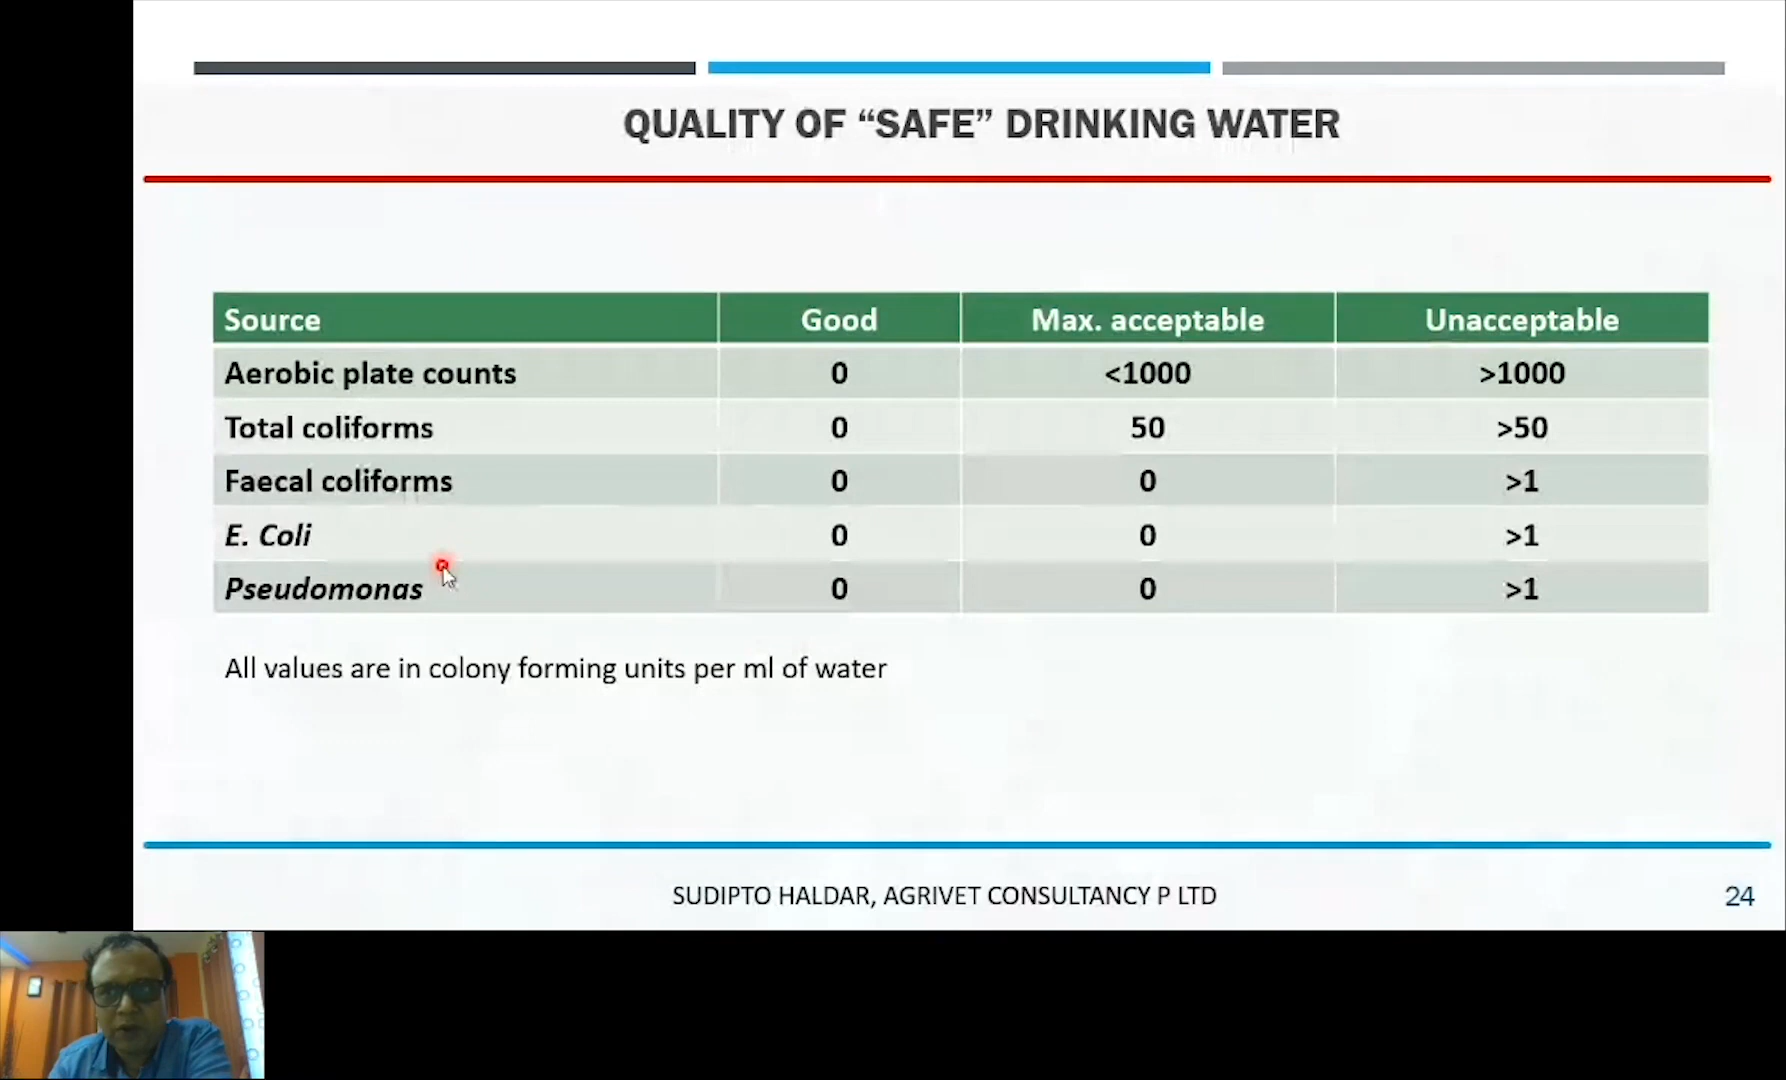 QUALITY OF “SAFE” DRINKING WATER
Source Good Max. acceptable Unacceptable
Aerobic plate counts 0 <1000 >1000
Total coliforms 0 50 >50
Faecal coliforms 0 0 >1
E. Coli 0 0 >1
Pseudomonas 0 0 >1
All values are in colony forming units per ml of water
SUDIPTO HALDAR, AGRIVET CONSULTANCY P LTD
24